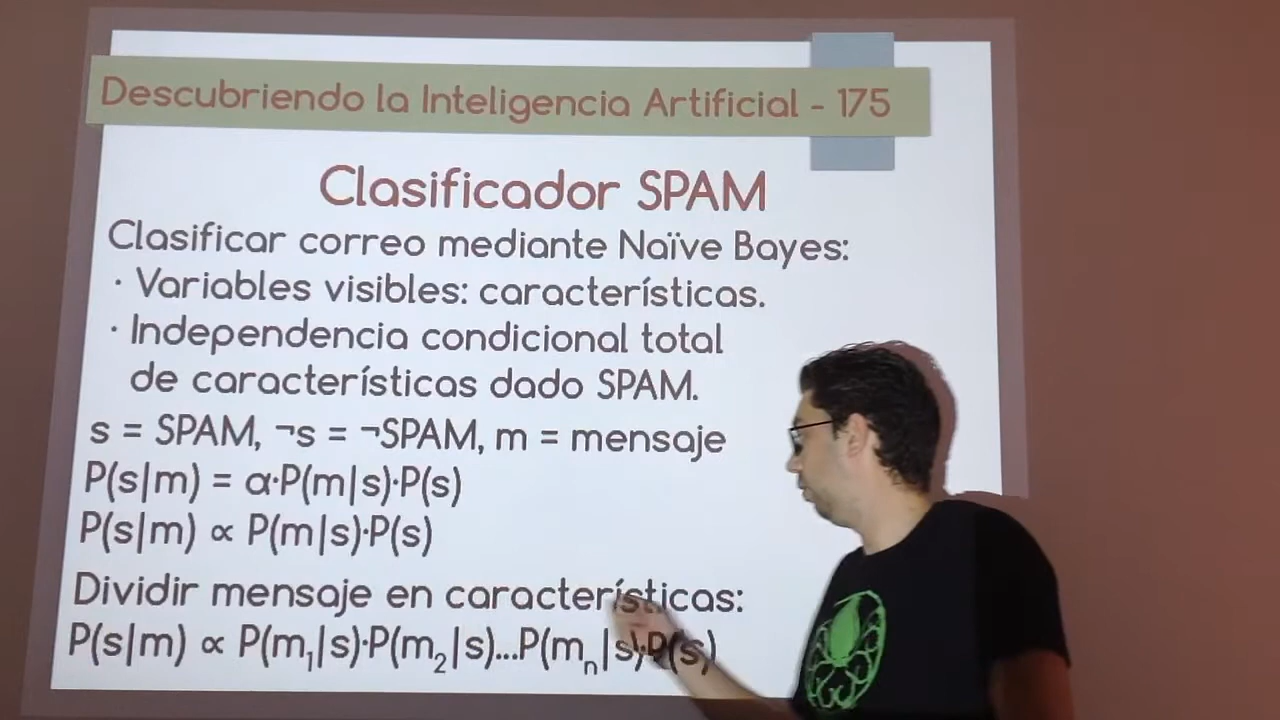 Descubriendo la Inteligencia Artificial - 175
Clasificador SPAM
Clasificar correo mediante Naïve Bayes:
· Variables visibles: características.
· Independencia condicional total
de características dado SPAM.
s = SPAM, ¬s = ¬SPAM, m = mensaje
P(s|m) = α·P(m|s)·P(s)
P(s|m) ∝ P(m|s)·P(s)
Dividir mensaje en características:
P(s|m) ∝ P(m₁|s)·P(m₂|s)...P(mₙ|s)·P(s)